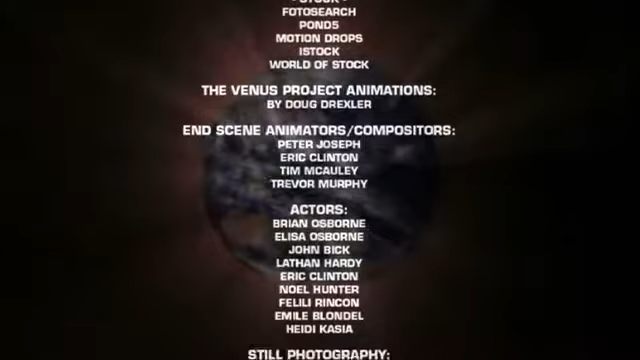 - STOCK -
FOTOSEARCH
POND5
MOTION DROPS
ISTOCK
WORLD OF STOCK
THE VENUS PROJECT ANIMATIONS:
BY DOUG DREXLER
END SCENE ANIMATORS/COMPOSITORS:
PETER JOSEPH
ERIC CLINTON
TIM MCAULEY
TREVOR MURPHY
ACTORS:
BRIAN OSBORNE
ELISA OSBORNE
JOHN BICK
LATHAN HARDY
ERIC CLINTON
NOEL HUNTER
FELILI RINCON
EMILE BLONDEL
HEIDI KASIA
STILL PHOTOGRAPHY: